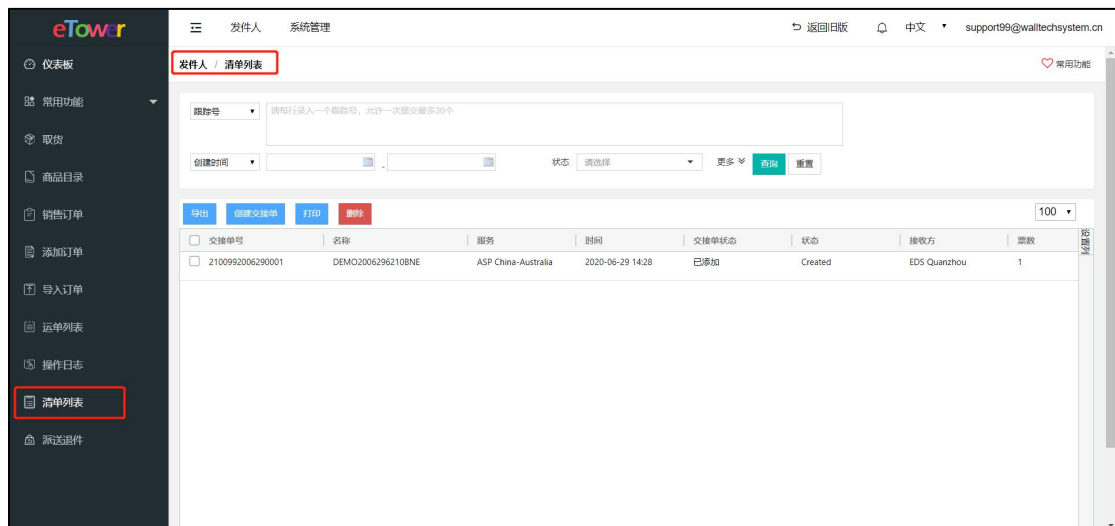 eTower
发件人 系统管理 返回旧版 中文 support99@walltechsystem.cn
仪表板
常用功能
取货
商品目录
销售订单
添加订单
导入订单
运单列表
操作日志
清单列表
派送退件
发件人 / 清单列表 常用功能
跟踪号 请每行录入一个跟踪号，允许一次提交最多30个
创建时间 - 状态 请选择 更多 查询 重置
导出 创建交接单 打印 删除 100
交接单号 名称 服务 时间 交接单状态 状态 接收方 票数 设置列
2100992006290001 DEMO2006296210BNE ASP China-Australia 2020-06-29 14:28 已添加 Created EDS Quanzhou 1